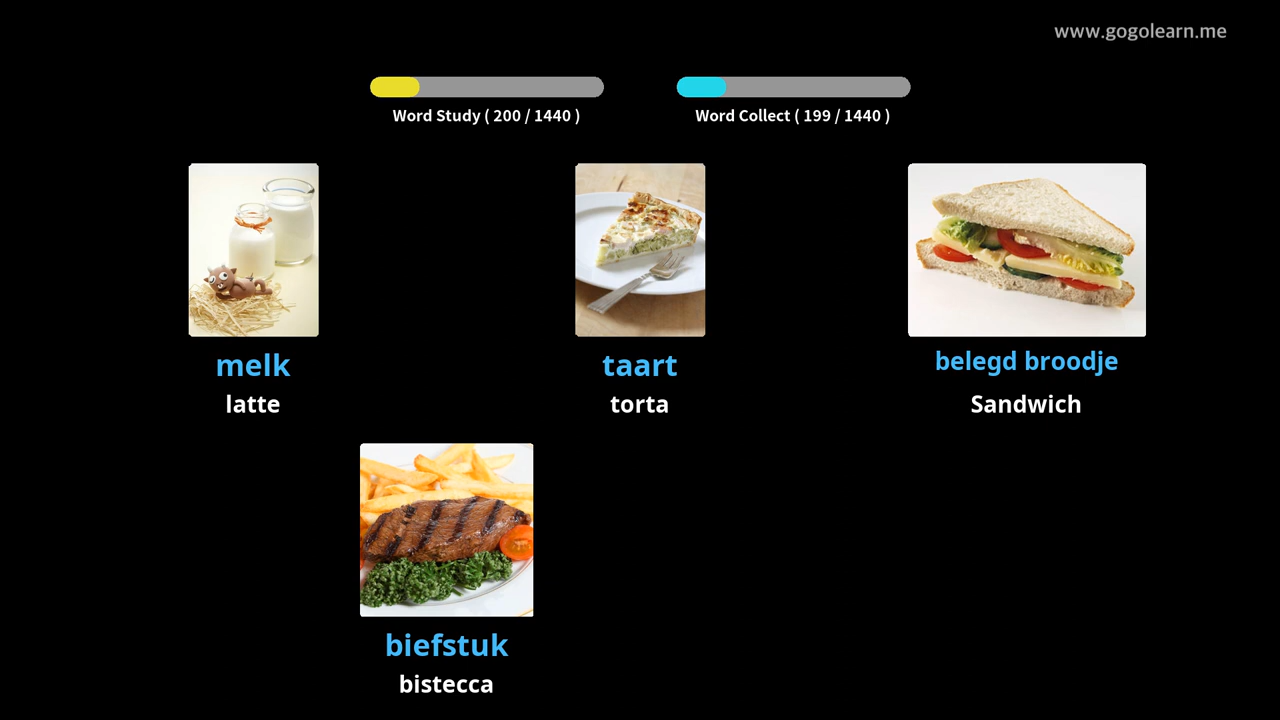 www.gogolearn.me
Word Study ( 200 / 1440 )
Word Collect ( 199 / 1440 )
melk
latte
taart
torta
belegd broodje
Sandwich
biefstuk
bistecca